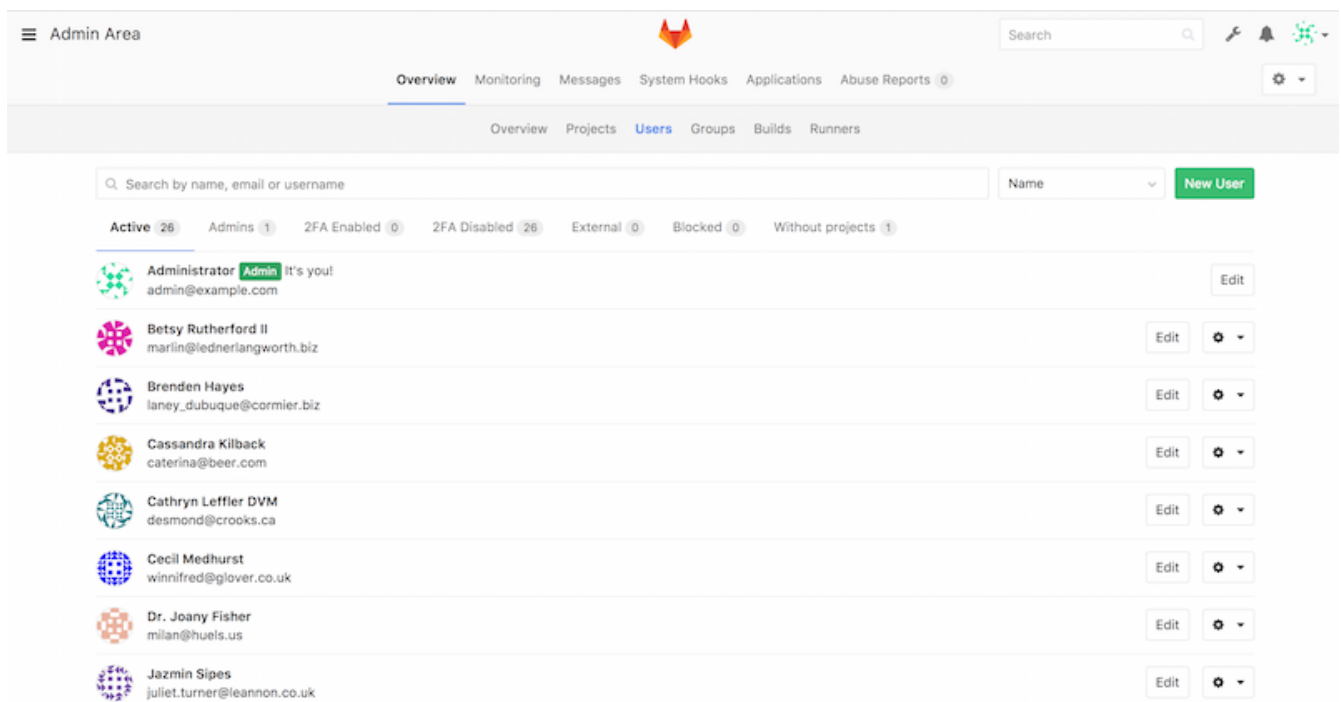 Admin Area
Search
Overview Monitoring Messages System Hooks Applications Abuse Reports 0
Overview Projects Users Groups Builds Runners
Search by name, email or username
Name
New User
Active 26 Admins 1 2FA Enabled 0 2FA Disabled 26 External 0 Blocked 0 Without projects 1
Administrator Admin It's you!
admin@example.com
Edit
Betsy Rutherford II
marlin@lednerlangworth.biz
Edit
Brenden Hayes
laney_dubuque@cormier.biz
Edit
Cassandra Kilback
caterina@beer.com
Edit
Cathryn Leffler DVM
desmond@crooks.ca
Edit
Cecil Medhurst
winnifred@glover.co.uk
Edit
Dr. Joany Fisher
milan@huels.us
Edit
Jazmin Sipes
juliet.turner@leannon.co.uk
Edit